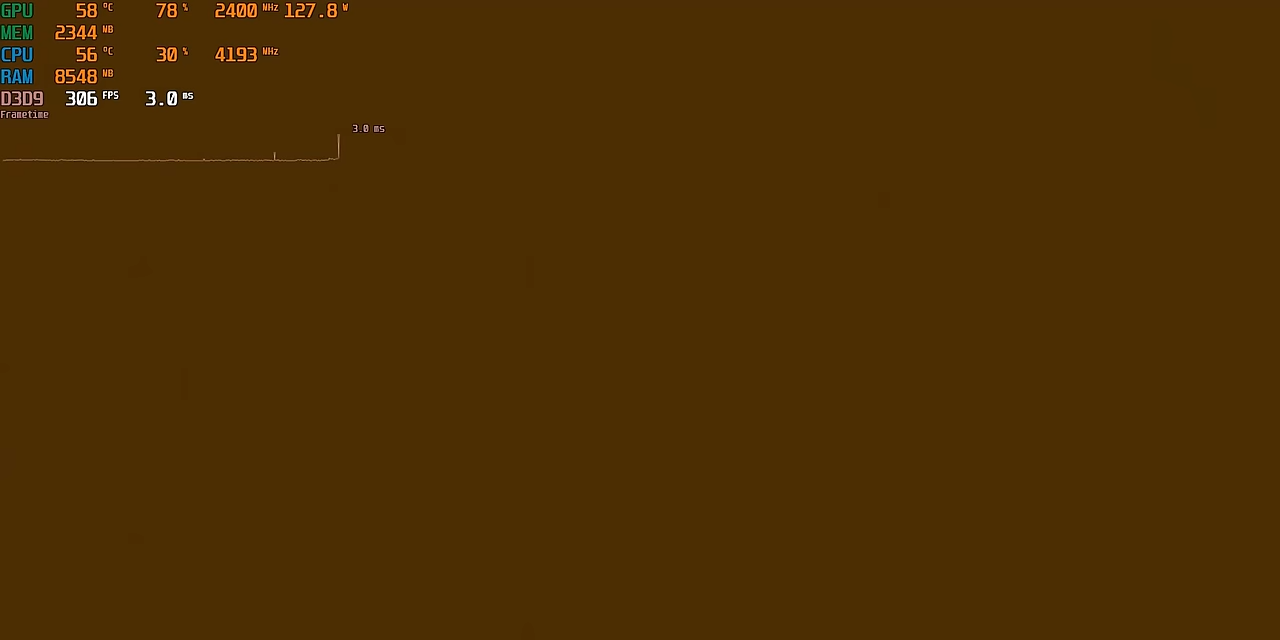 GPU 58 °C 78 % 2400 MHz 127.8 W
MEM 2344 MB
CPU 56 °C 30 % 4193 MHz
RAM 8548 MB
D3D9 306 FPS 3.0 ms
Frametime
3.0 ms